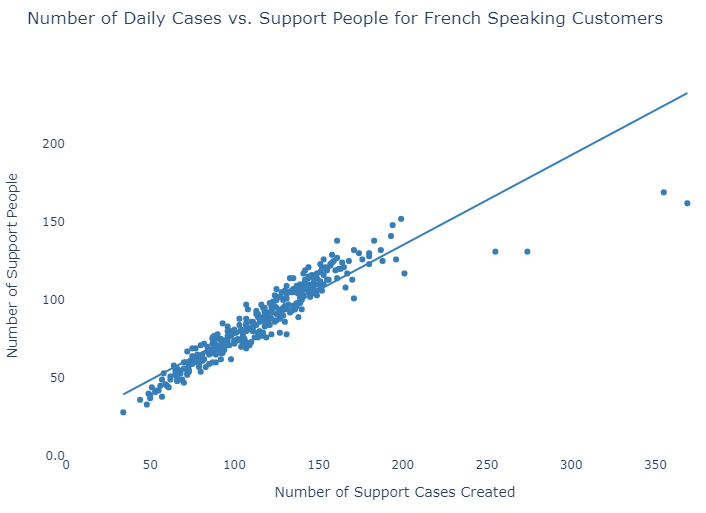 Number of Daily Cases vs. Support People for French Speaking Customers
Number of Support People
200
150
100
50
0.0
0 50 100 150 200 250 300 350
Number of Support Cases Created